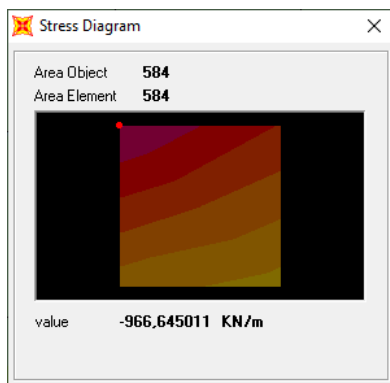 Stress Diagram
Area Object 584
Area Element 584
value -966,645011 KN/m